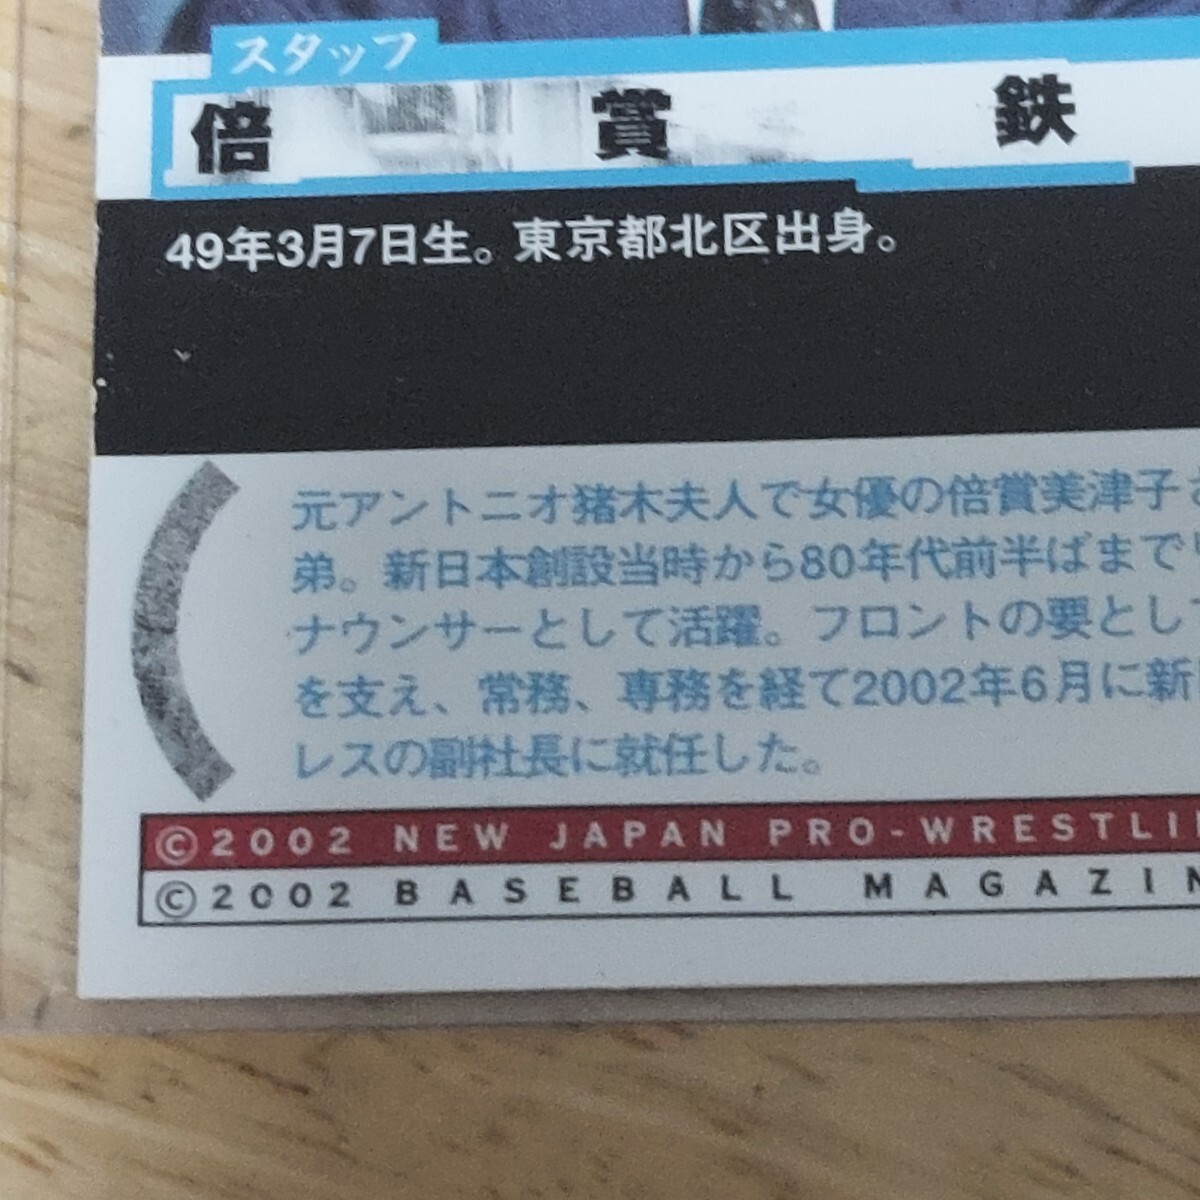 スタッフ
倍賞鉄
49年3月7日生。東京都北区出身。
元アントニオ猪木夫人で女優の倍賞美津子
弟。新日本創設当時から80年代前半ばまで
ナウンサーとして活躍。フロントの要として
を支え、常務、専務を経て2002年6月に新
レスの副社長に就任した。
©2002 NEW JAPAN PRO-WRESTLI
©2002 BASEBALL MAGAZIN